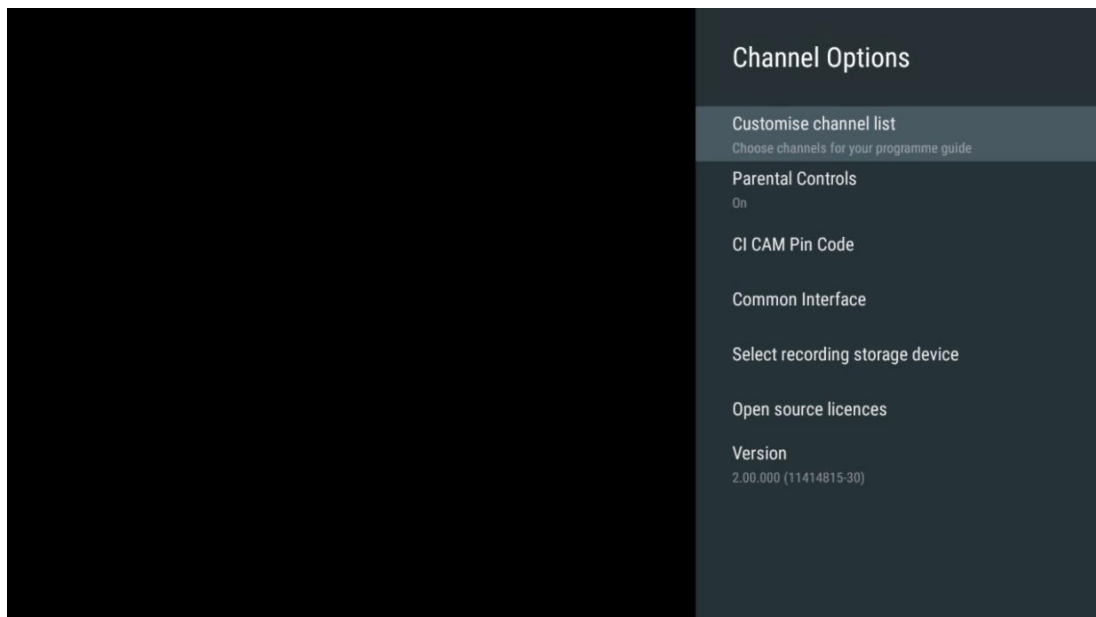 Channel Options
Customise channel list
Choose channels for your programme guide
Parental Controls
On
CI CAM Pin Code
Common Interface
Select recording storage device
Open source licences
Version
2.00.000 (11414815-30)